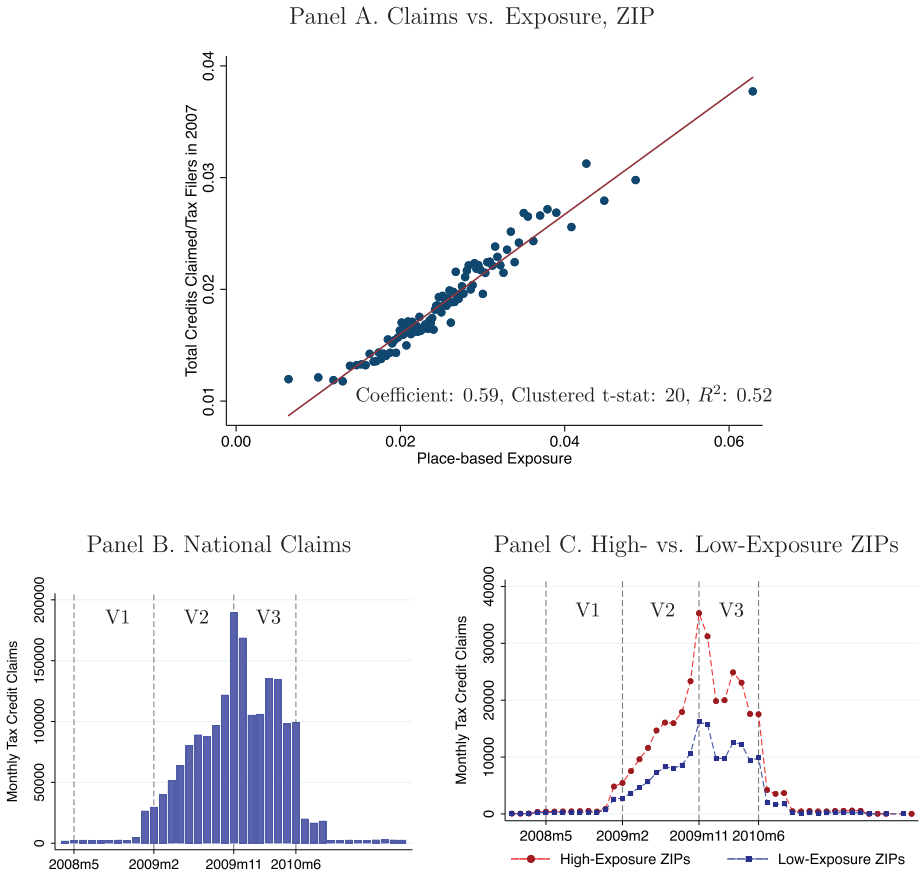 Panel A. Claims vs. Exposure, ZIP
Total Credits Claimed/Tax Filers in 2007
0.04
0.03
0.02
0.01
Coefficient: 0.59, Clustered t-stat: 20, R²: 0.52
0.00 0.02 0.04 0.06
Place-based Exposure
Panel B. National Claims
Monthly Tax Credit Claims
200000
150000
100000
50000
0
V1 V2 V3
2008m5 2009m2 2009m11 2010m6
Panel C. High- vs. Low-Exposure ZIPs
Monthly Tax Credit Claims
40000
30000
20000
10000
0
V1 V2 V3
2008m5 2009m2 2009m11 2010m6
High-Exposure ZIPs Low-Exposure ZIPs